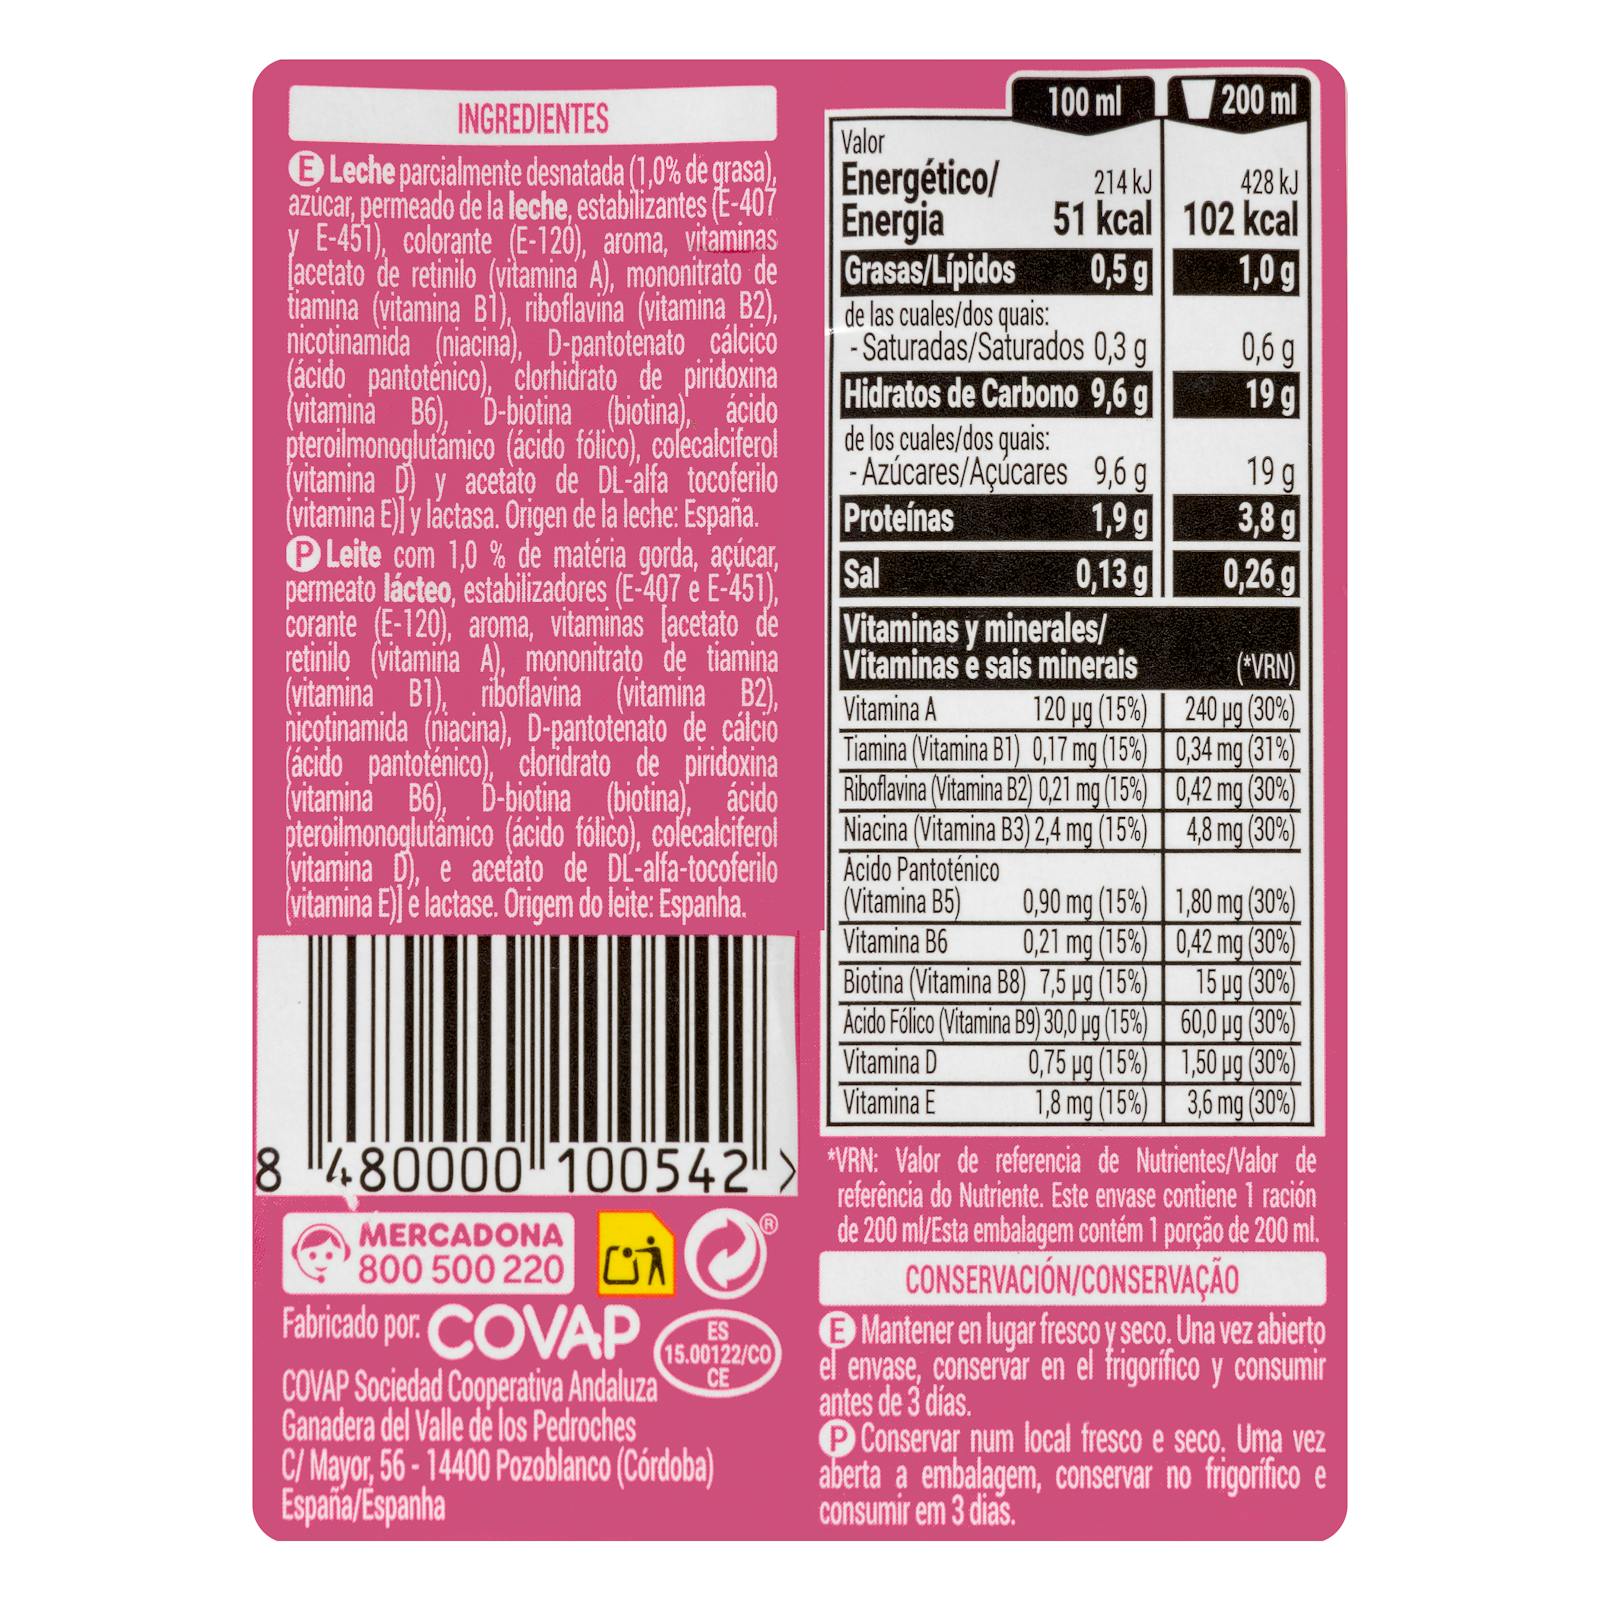 INGREDIENTES
E Leche parcialmente desnatada (1,0% de grasa),
azúcar, permeado de la leche, estabilizantes (E-407
y E-451), colorante (E-120), aroma, vitaminas
[acetato de retinilo (vitamina A), mononitrato de
tiamina (vitamina B1), riboflavina (vitamina B2),
nicotinamida (niacina), D-pantotenato cálcico
(ácido pantoténico), clorhidrato de piridoxina
(vitamina B6), D-biotina (biotina), ácido
pteroilmonoglutámico (ácido fólico), colecalciferol
(vitamina D) y acetato de DL-alfa tocoferilo
(vitamina E)] y lactasa. Origen de la leche: España.
P Leite com 1,0 % de matéria gorda, açúcar,
permeato lácteo, estabilizadores (E-407 e E-451),
corante (E-120), aroma, vitaminas [acetato de
retinilo (vitamina A), mononitrato de tiamina
(vitamina B1), riboflavina (vitamina B2),
nicotinamida (niacina), D-pantotenato de cálcio
(ácido pantoténico), cloridrato de piridoxina
(vitamina B6), D-biotina (biotina), ácido
pteroilmonoglutâmico (ácido fólico), colecalciferol
(vitamina D), e acetato de DL-alfa-tocoferilo
(vitamina E)] e lactase. Origem do leite: Espanha.
8 480000 100542 >
MERCADONA
800 500 220
®
Fabricado por: COVAP
ES
15.00122/CO
CE
COVAP Sociedad Cooperativa Andaluza
Ganadera del Valle de los Pedroches
C/ Mayor, 56 - 14400 Pozoblanco (Córdoba)
España/Espanha
100 ml 200 ml
Valor
Energético/ 214 kJ 428 kJ
Energia 51 kcal 102 kcal
Grasas/Lípidos 0,5 g 1,0 g
de las cuales/dos quais:
- Saturadas/Saturados 0,3 g 0,6 g
Hidratos de Carbono 9,6 g 19 g
de los cuales/dos quais:
- Azúcares/Açúcares 9,6 g 19 g
Proteínas 1,9 g 3,8 g
Sal 0,13 g 0,26 g
Vitaminas y minerales/
Vitaminas e sais minerais (*VRN)
Vitamina A 120 µg (15%) 240 µg (30%)
Tiamina (Vitamina B1) 0,17 mg (15%) 0,34 mg (31%)
Riboflavina (Vitamina B2) 0,21 mg (15%) 0,42 mg (30%)
Niacina (Vitamina B3) 2,4 mg (15%) 4,8 mg (30%)
Ácido Pantoténico
(Vitamina B5) 0,90 mg (15%) 1,80 mg (30%)
Vitamina B6 0,21 mg (15%) 0,42 mg (30%)
Biotina (Vitamina B8) 7,5 µg (15%) 15 µg (30%)
Ácido Fólico (Vitamina B9) 30,0 µg (15%) 60,0 µg (30%)
Vitamina D 0,75 µg (15%) 1,50 µg (30%)
Vitamina E 1,8 mg (15%) 3,6 mg (30%)
*VRN: Valor de referencia de Nutrientes/Valor de
referência do Nutriente. Este envase contiene 1 ración
de 200 ml/Esta embalagem contém 1 porção de 200 ml.
CONSERVACIÓN/CONSERVAÇÃO
E Mantener en lugar fresco y seco. Una vez abierto
el envase, conservar en el frigorífico y consumir
antes de 3 días.
P Conservar num local fresco e seco. Uma vez
aberta a embalagem, conservar no frigorífico e
consumir em 3 dias.